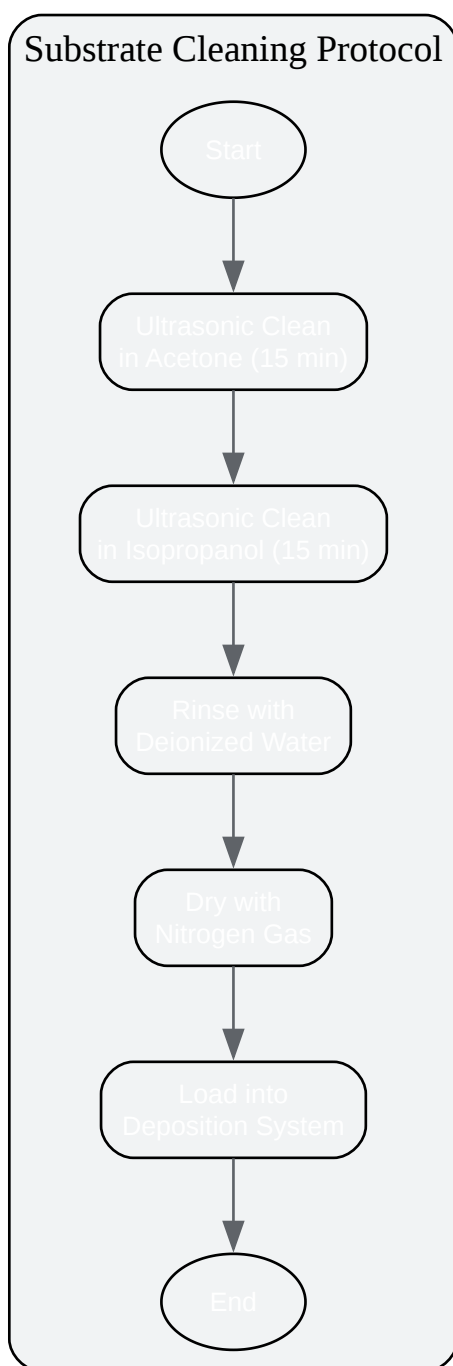 Substrate Cleaning Protocol
Start
Ultrasonic Clean
in Acetone (15 min)
Ultrasonic Clean
in Isopropanol (15 min)
Rinse with
Deionized Water
Dry with
Nitrogen Gas
Load into
Deposition System
End